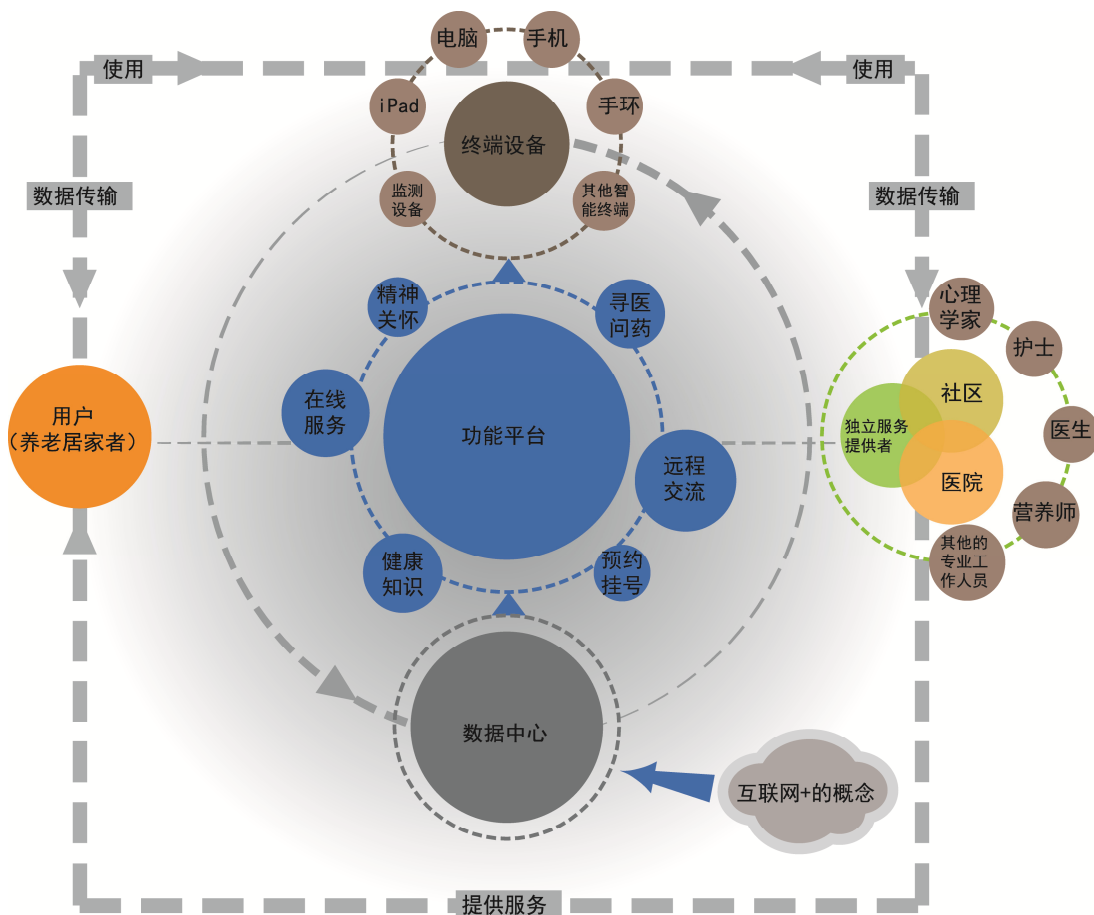 电脑
手机
使用
使用
iPad
手环
终端设备
监测
设备
其他智
能终端
数据传输
数据传输
精神
关怀
寻医
问药
心理
学家
护士
在线
服务
功能平台
远程
交流
健康
知识
预约
挂号
用户
（养老居家者）
社区
独立服务
提供者
医院
医生
营养师
其他的
专业工
作人员
数据中心
互联网+的概念
提供服务